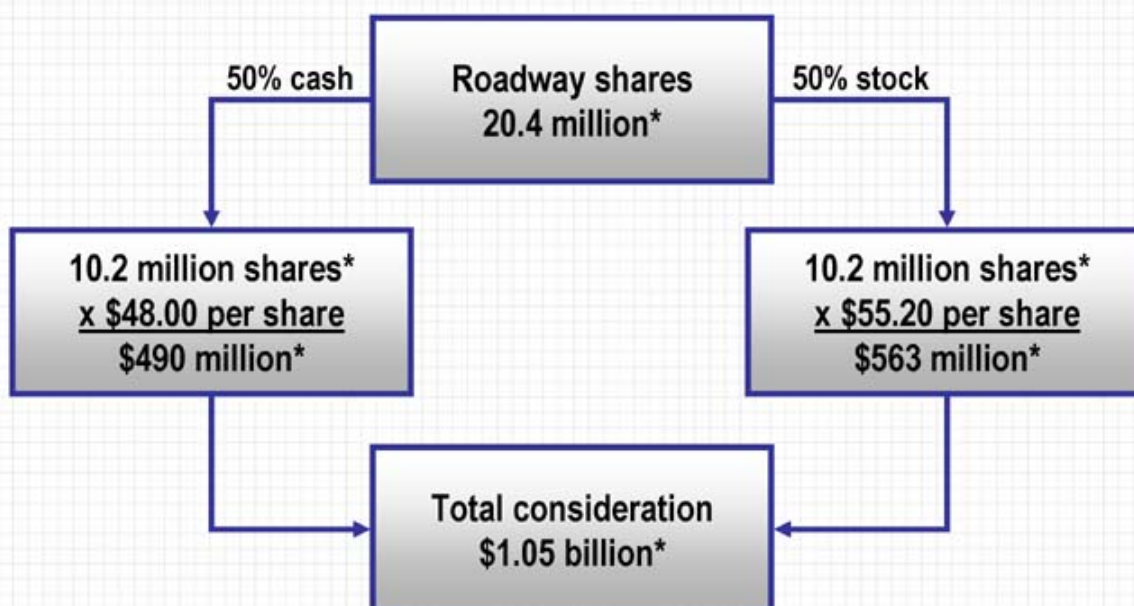 50% cash
Roadway shares
20.4 million*
50% stock
10.2 million shares*
x $48.00 per share
$490 million*
10.2 million shares*
x $55.20 per share
$563 million*
Total consideration
$1.05 billion*